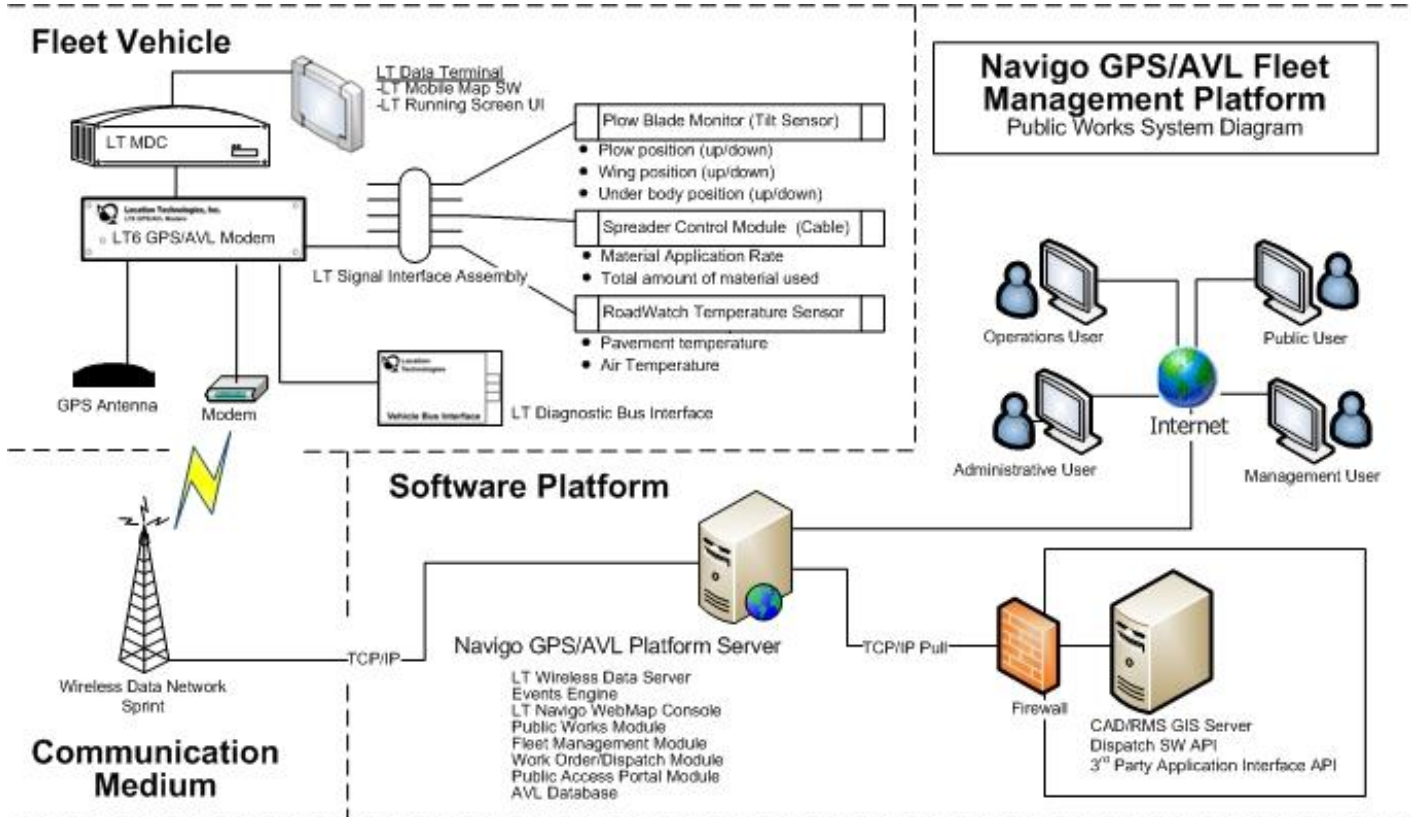 Fleet Vehicle
LT Data Terminal
-LT Mobile Map SW
-LT Running Screen UI
LT MDC
Location Technologies, Inc.
LT6 GPS/AVL Modem
LT6 GPS/AVL Modem
LT Signal Interface Assembly
Plow Blade Monitor (Tilt Sensor)
• Plow position (up/down)
• Wing position (up/down)
• Under body position (up/down)
Spreader Control Module (Cable)
• Material Application Rate
• Total amount of material used
RoadWatch Temperature Sensor
• Pavement temperature
• Air Temperature
GPS Antenna
Modem
Location
Technologies
Vehicle Bus Interface
LT Diagnostic Bus Interface
Navigo GPS/AVL Fleet
Management Platform
Public Works System Diagram
Operations User
Public User
Internet
Administrative User
Management User
Software Platform
Wireless Data Network
Sprint
TCP/IP
Communication
Medium
Navigo GPS/AVL Platform Server
LT Wireless Data Server
Events Engine
LT Navigo WebMap Console
Public Works Module
Fleet Management Module
Work Order/Dispatch Module
Public Access Portal Module
AVL Database
TCP/IP Pull
Firewall
CAD/RMS GIS Server
Dispatch SW API
3rd Party Application Interface API